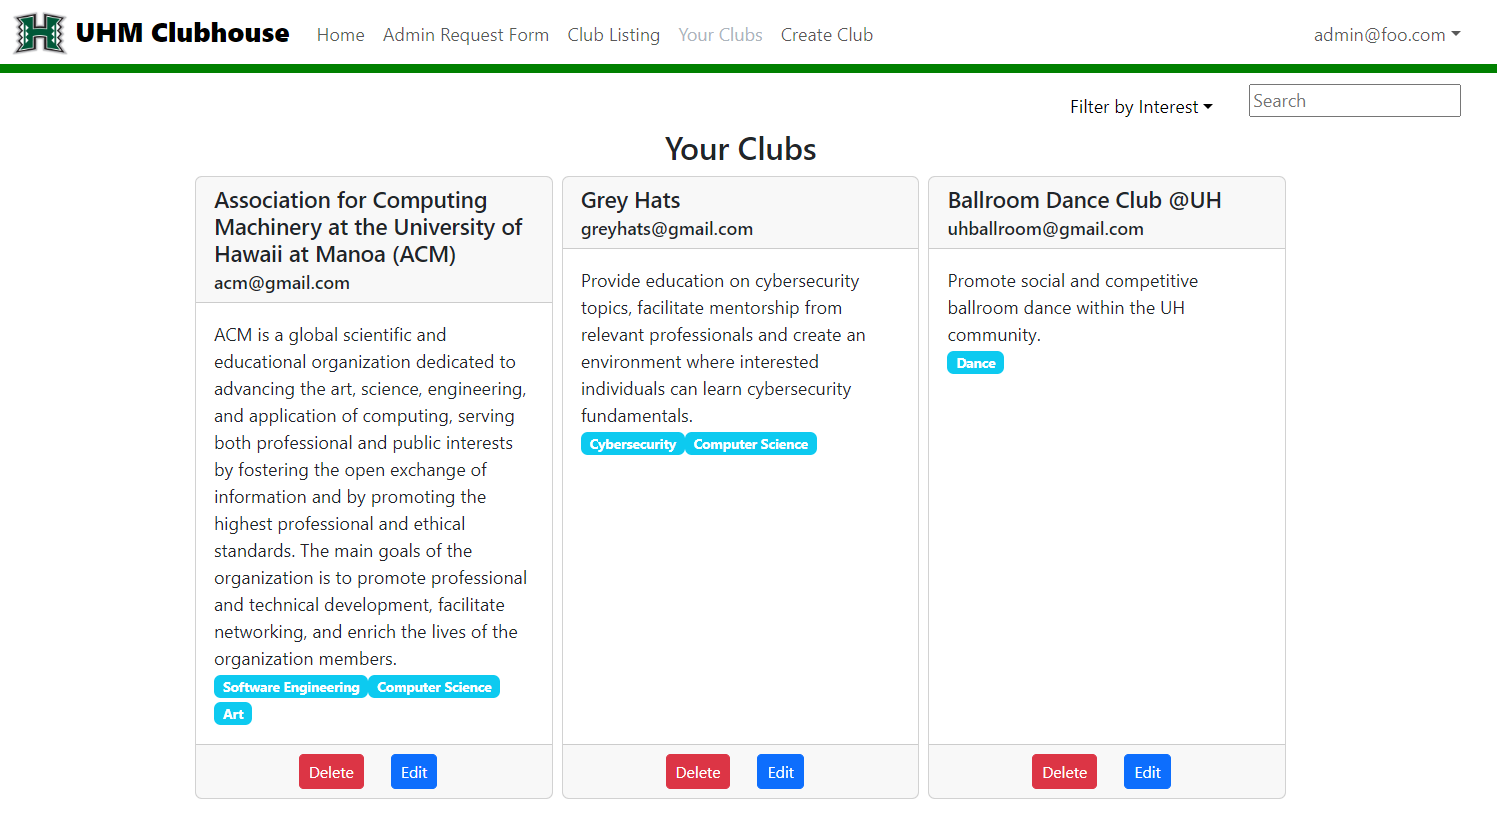 UHM Clubhouse Home Admin Request Form Club Listing Your Clubs Create Club admin@foo.com
Filter by Interest Search
Your Clubs
Association for Computing
Machinery at the University of
Hawaii at Manoa (ACM)
acm@gmail.com
ACM is a global scientific and
educational organization dedicated to
advancing the art, science, engineering,
and application of computing, serving
both professional and public interests
by fostering the open exchange of
information and by promoting the
highest professional and ethical
standards. The main goals of the
organization is to promote professional
and technical development, facilitate
networking, and enrich the lives of the
organization members.
Software Engineering Computer Science
Art
Delete Edit
Grey Hats
greyhats@gmail.com
Provide education on cybersecurity
topics, facilitate mentorship from
relevant professionals and create an
environment where interested
individuals can learn cybersecurity
fundamentals.
Cybersecurity Computer Science
Delete Edit
Ballroom Dance Club @UH
uhballroom@gmail.com
Promote social and competitive
ballroom dance within the UH
community.
Dance
Delete Edit